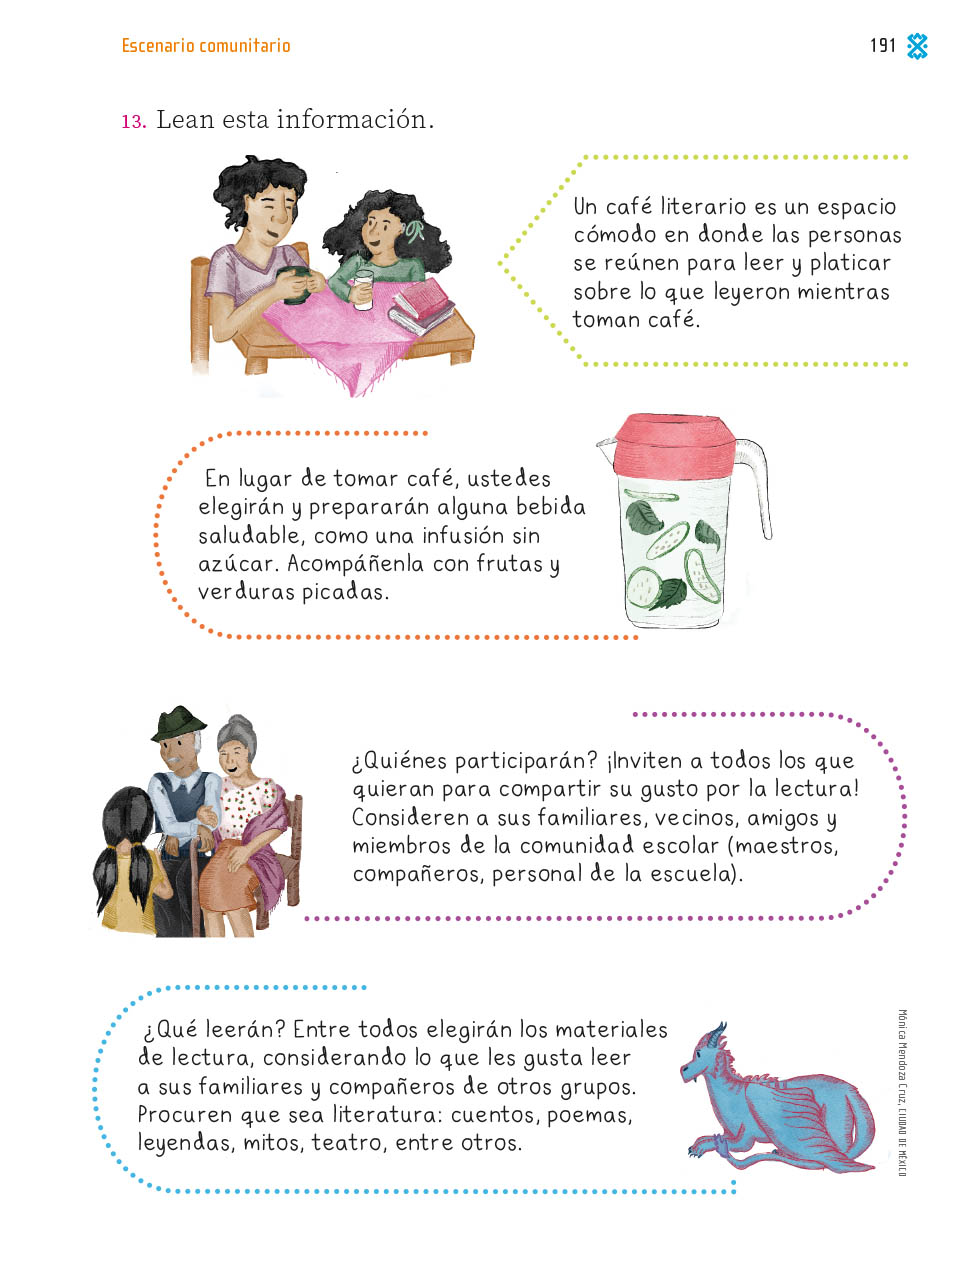 Escenario comunitario
191
13. Lean esta información.
Un café literario es un espacio
cómodo en donde las personas
se reúnen para leer y platicar
sobre lo que leyeron mientras
toman café.
En lugar de tomar café, ustedes
elegirán y prepararán alguna bebida
saludable, como una infusión sin
azúcar. Acompáñenla con frutas y
verduras picadas.
¿Quiénes participarán? ¡Inviten a todos los que
quieran para compartir su gusto por la lectura!
Consideren a sus familiares, vecinos, amigos y
miembros de la comunidad escolar (maestros,
compañeros, personal de la escuela).
¿Qué leerán? Entre todos elegirán los materiales
de lectura, considerando lo que les gusta leer
a sus familiares y compañeros de otros grupos.
Procuren que sea literatura: cuentos, poemas,
leyendas, mitos, teatro, entre otros.
Mónica Mendoza Cruz, CIUDAD DE MÉXICO